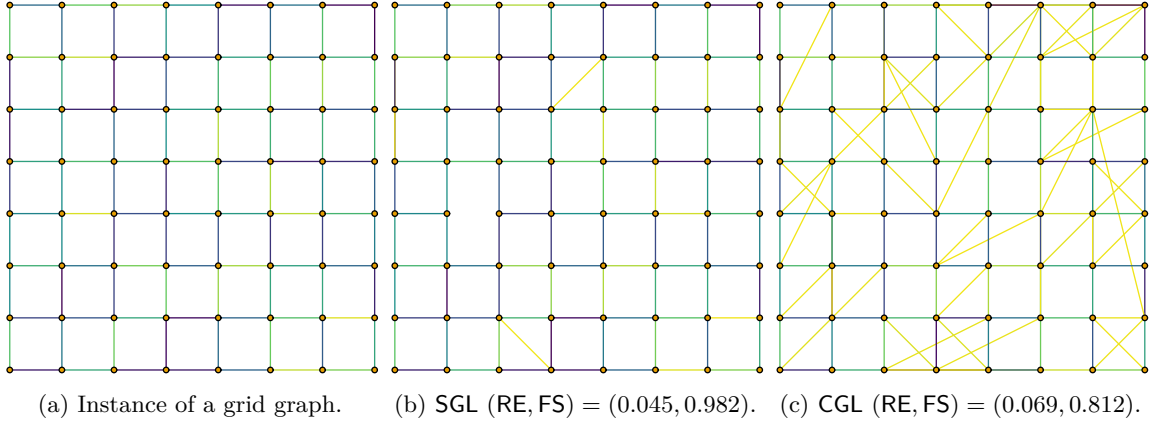 (a) Instance of a grid graph.
(b) SGL (RE, FS) = (0.045, 0.982).
(c) CGL (RE, FS) = (0.069, 0.812).